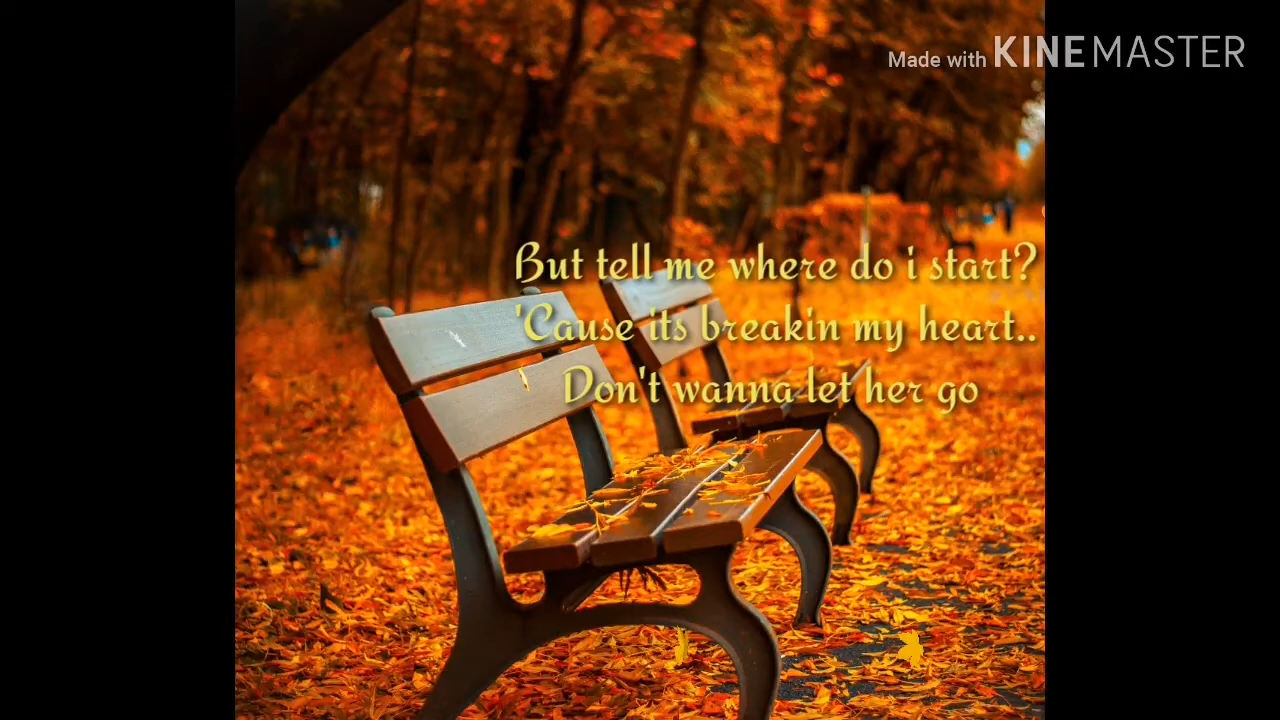 Made with KINEMASTER
But tell me where do i start?
'Cause its breakin my heart..
Don't wanna let her go